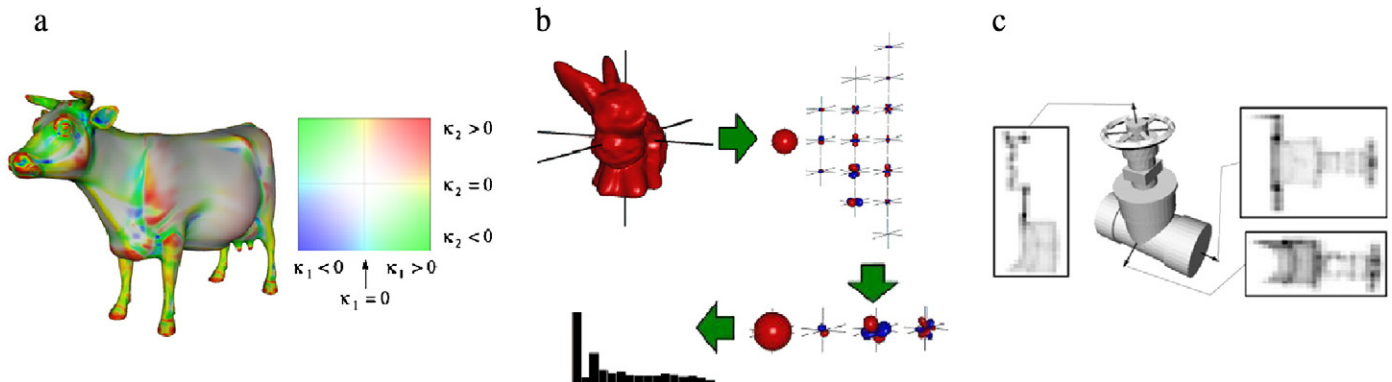 a
κ₂ > 0
κ₂ = 0
κ₂ < 0
κ₁ < 0
κ₁ > 0
κ₁ = 0
b
c